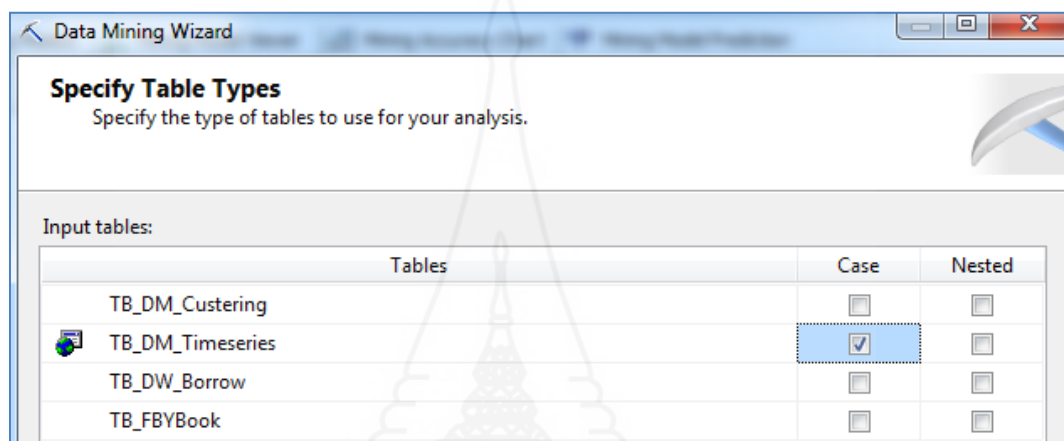 Data Mining Wizard
Specify Table Types
Specify the type of tables to use for your analysis.
Input tables:
Tables Case Nested
TB_DM_Custering
TB_DM_Timeseries
TB_DW_Borrow
TB_FBYBook